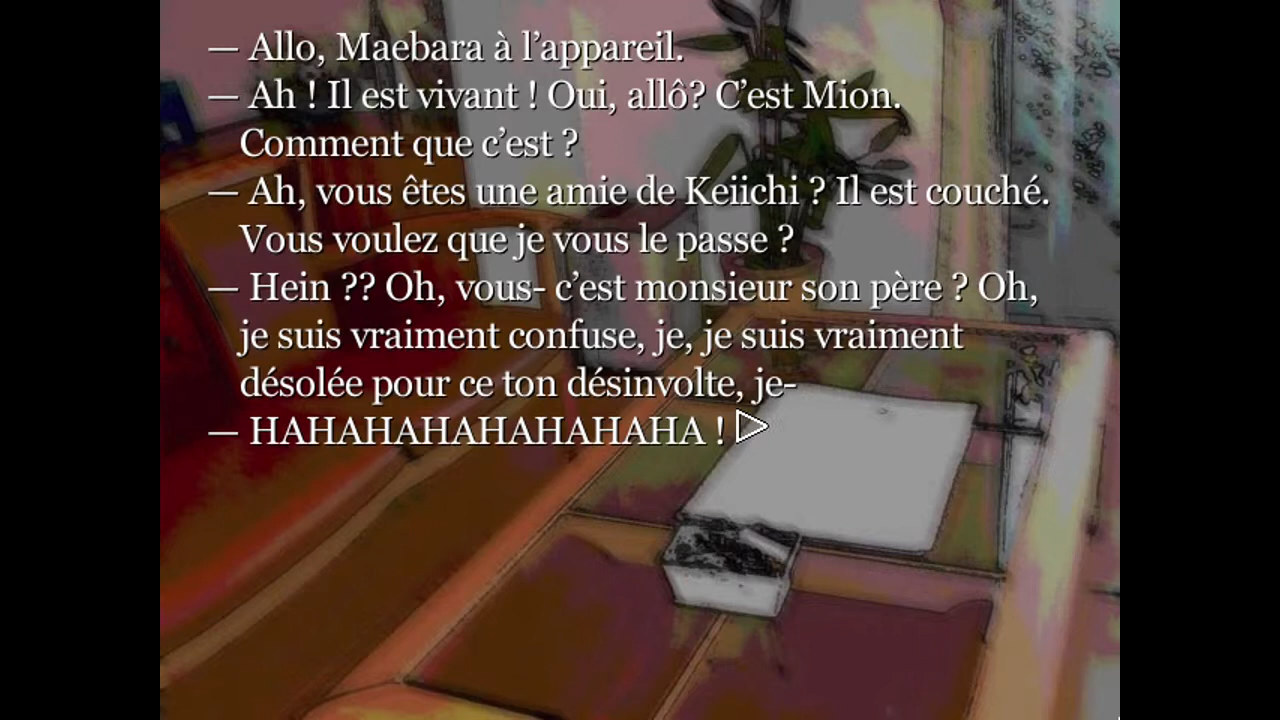 — Allo, Maebara à l’appareil.
— Ah ! Il est vivant ! Oui, allô? C’est Mion.
Comment que c’est ?
— Ah, vous êtes une amie de Keiichi ? Il est couché.
Vous voulez que je vous le passe ?
— Hein ?? Oh, vous- c’est monsieur son père ? Oh,
je suis vraiment confuse, je, je suis vraiment
désolée pour ce ton désinvolte, je-
— HAHAHAHAHAHAHAHA !